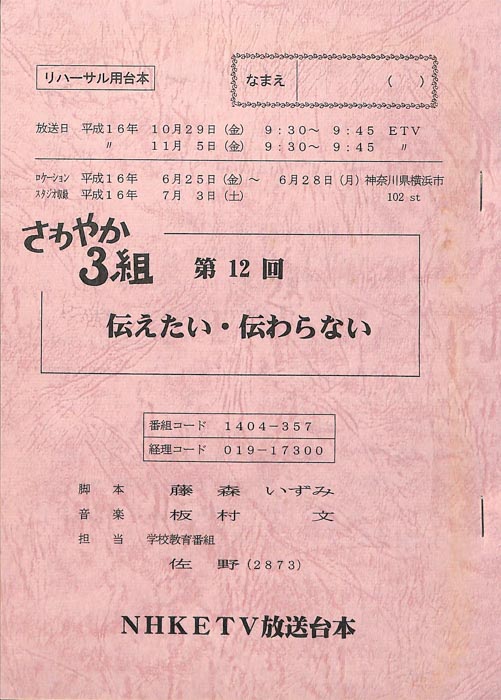 リハーサル用台本
なまえ （　　）
放送日 平成１６年 １０月２９日（金） ９：３０～ ９：４５ ＥＴＶ
〃 １１月 ５日（金） ９：３０～ ９：４５ 〃
ﾛｹｰｼｮﾝ 平成１６年 ６月２５日（金）～ ６月２８日（月）神奈川県横浜市
ｽﾀｼﾞｵ収録 平成１６年 ７月 ３日（土） 102 st
さわやか
３組 第 12 回
伝えたい・伝わらない
番組コード １４０４－３５７
経理コード ０１９－１７３００
脚 本 藤 森 いずみ
音 楽 板 村 文
担 当 学校教育番組
佐 野（２８７３）
ＮＨＫＥＴＶ放送台本